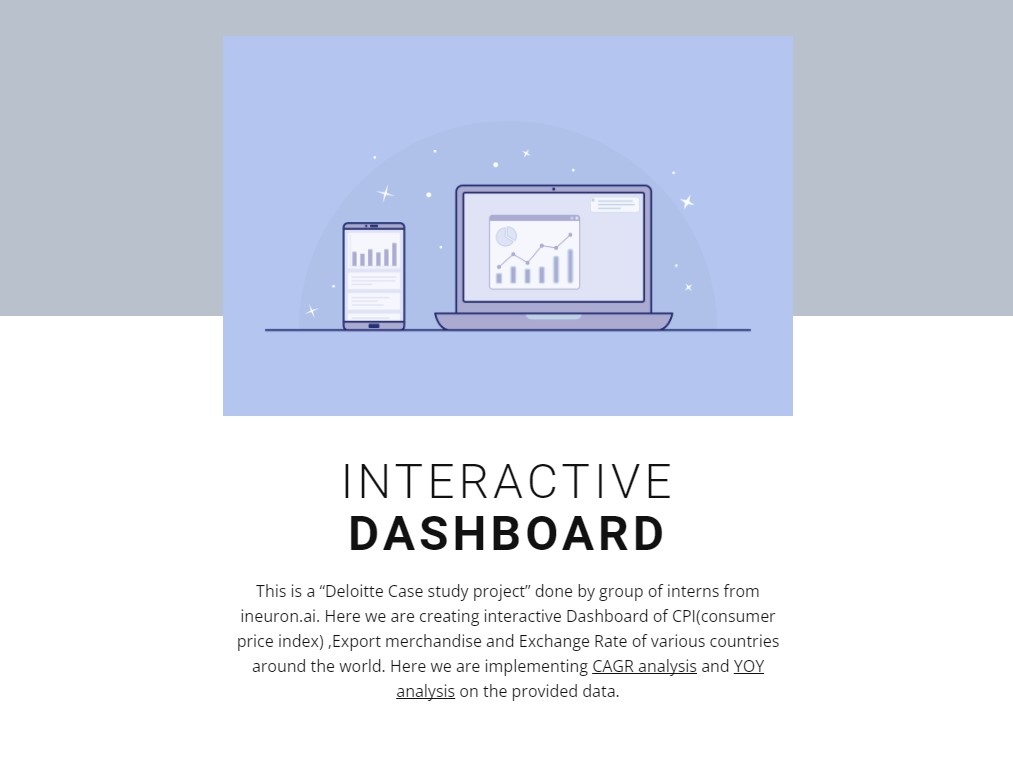 INTERACTIVE
DASHBOARD
This is a “Deloitte Case study project” done by group of interns from
ineuron.ai. Here we are creating interactive Dashboard of CPI(consumer
price index) ,Export merchandise and Exchange Rate of various countries
around the world. Here we are implementing CAGR analysis and YOY
analysis on the provided data.